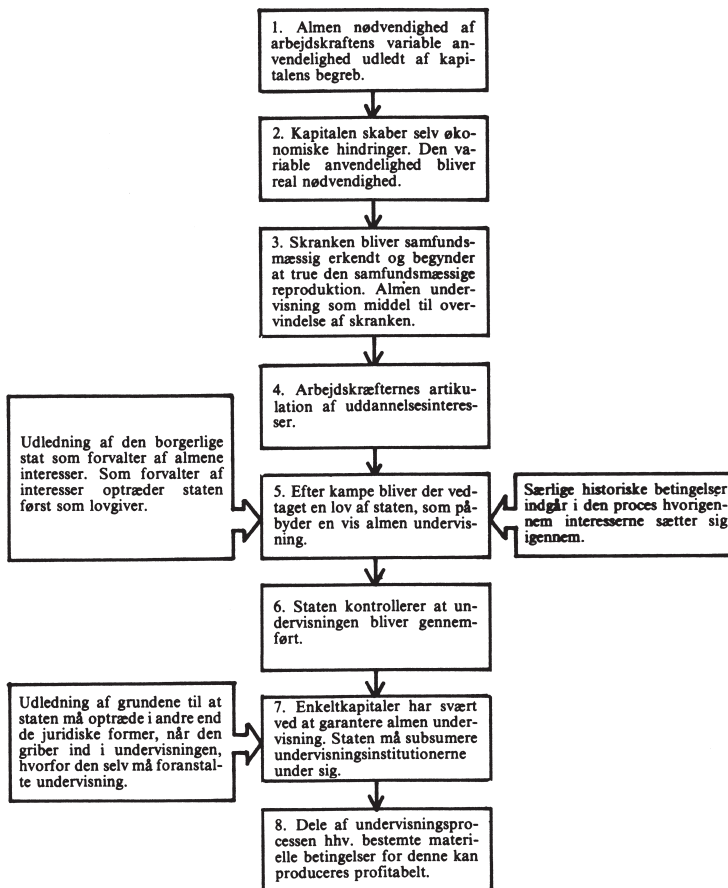 1. Almen nødvendighed af
arbejdskraftens variable an-
vendelighed udledt af kapi-
talens begreb.
2. Kapitalen skaber selv øko-
nomiske hindringer. Den va-
riable anvendelighed bliver
real nødvendighed.
3. Skranken bliver samfunds-
mæssig erkendt og begynder
at true den samfundsmæssige
reproduktion. Almen under-
visning som middel til over-
vindelse af skranken.
4. Arbejdskræfternes artiku-
lation af uddannelsesinteres-
ser.
Udledning af den borgerlige
stat som forvalter af almene
interesser. Som forvalter af
interesser optræder staten
først som lovgiver.
5. Efter kampe bliver der ved-
taget en lov af staten, som på-
byder en vis almen undervis-
ning.
Særlige historiske betingelser
indgår i den proces hvorigen-
nem interesserne sætter sig
igennem.
6. Staten kontrollerer at un-
dervisningen bliver gennem-
ført.
Udledning af grundene til at
staten må optræde i andre end
de juridiske former, når den
griber ind i undervisningen,
hvorfor den selv må foranstal-
te undervisning.
7. Enkeltkapitaler har svært
ved at garantere almen under-
visning. Staten må subsumere
undervisningsinstitutionerne
under sig.
8. Dele af undervisningspro-
cessen hhv. bestemte materi-
elle betingelser for denne kan
produceres profitabelt.